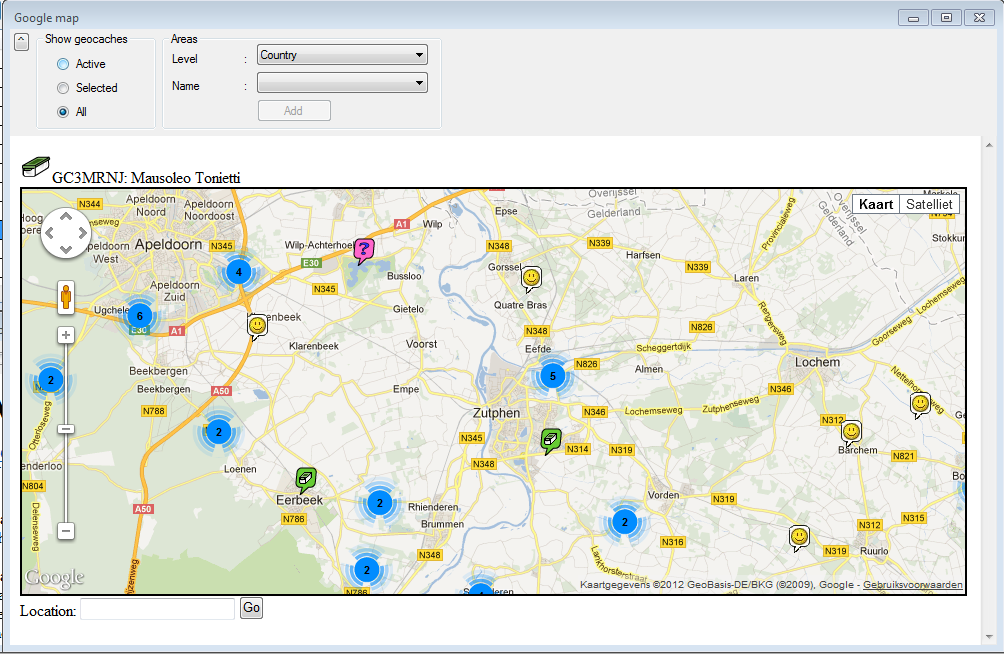 Google map
Show geocaches
Active
Selected
All
Areas
Level : Country
Name :
Add
GC3MRNJ: Mausoleo Tonietti
Kaart Satelliet
Overijssel
Gelderland
Overijssel
Gelderland
N344
Apeldoorn
Noord
Apeldoorn
Noordoost
Apeldoorn
West
Apeldoorn
N345
A1
Wilp
Epse
Wilp-Achterhoek
?
E30
N348
N339
Harfsen
Provincialeweg
Stokkum
4
Bussloo
Gorssel
N339
Laren
Apeldoorn
Zuid
N345
Quatre Bras
Lochemseweg
6
E30
A1
Gietelo
Rengersweg
Goorseweg
Klarenbeek
Voorst
N348
N826
Eefde
Scheggertdijk
Lochem
Beekbergen
2
5
N826
Almen
Beekbergen
A50
Empe
N346
N788
Zutphen
N346
Lochemseweg
Zutphenseweg
N312
2
N345
N314
N319
Barchem
N821
Loenen
N348
N804
Eerbeek
Vorden
N319
2
Rhienderen
N786
Brummen
2
N312
N315
A50
N316
N319
Ruurlo
N348
2
N786
Google
Kaartgegevens ©2012 GeoBasis-DE/BKG (©2009), Google - Gebruiksvoorwaarden
Location: Go